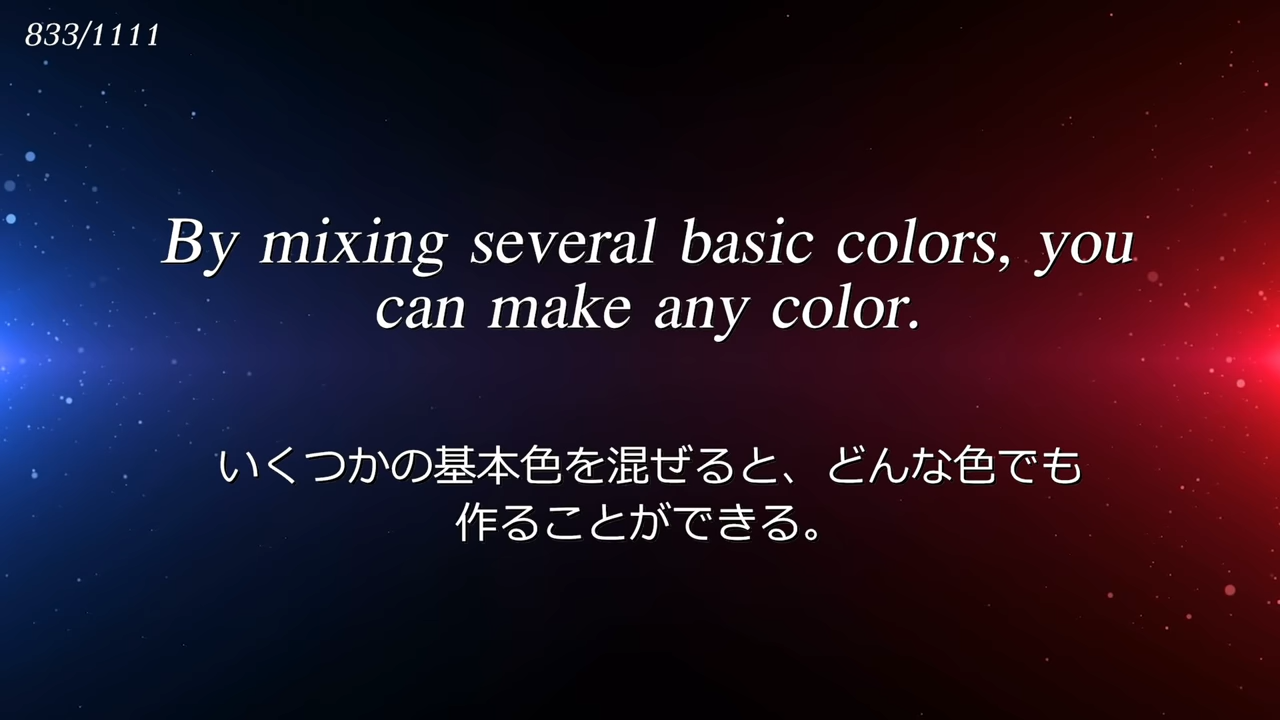 833/1111
By mixing several basic colors, you
can make any color.
いくつかの基本色を混ぜると、どんな色でも
作ることができる。